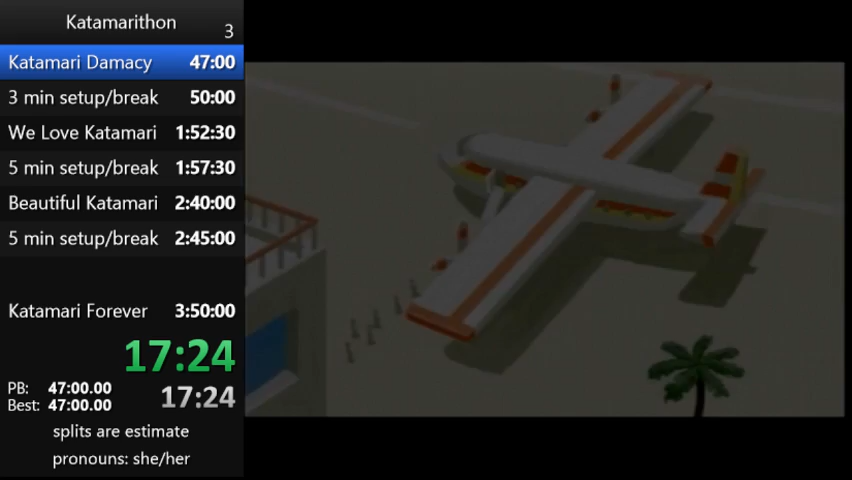 Katamarithon
3
Katamari Damacy 47:00
3 min setup/break 50:00
We Love Katamari 1:52:30
5 min setup/break 1:57:30
Beautiful Katamari 2:40:00
5 min setup/break 2:45:00
Katamari Forever 3:50:00
17:24
PB: 47:00.00
Best: 47:00.00
17:24
splits are estimate
pronouns: she/her